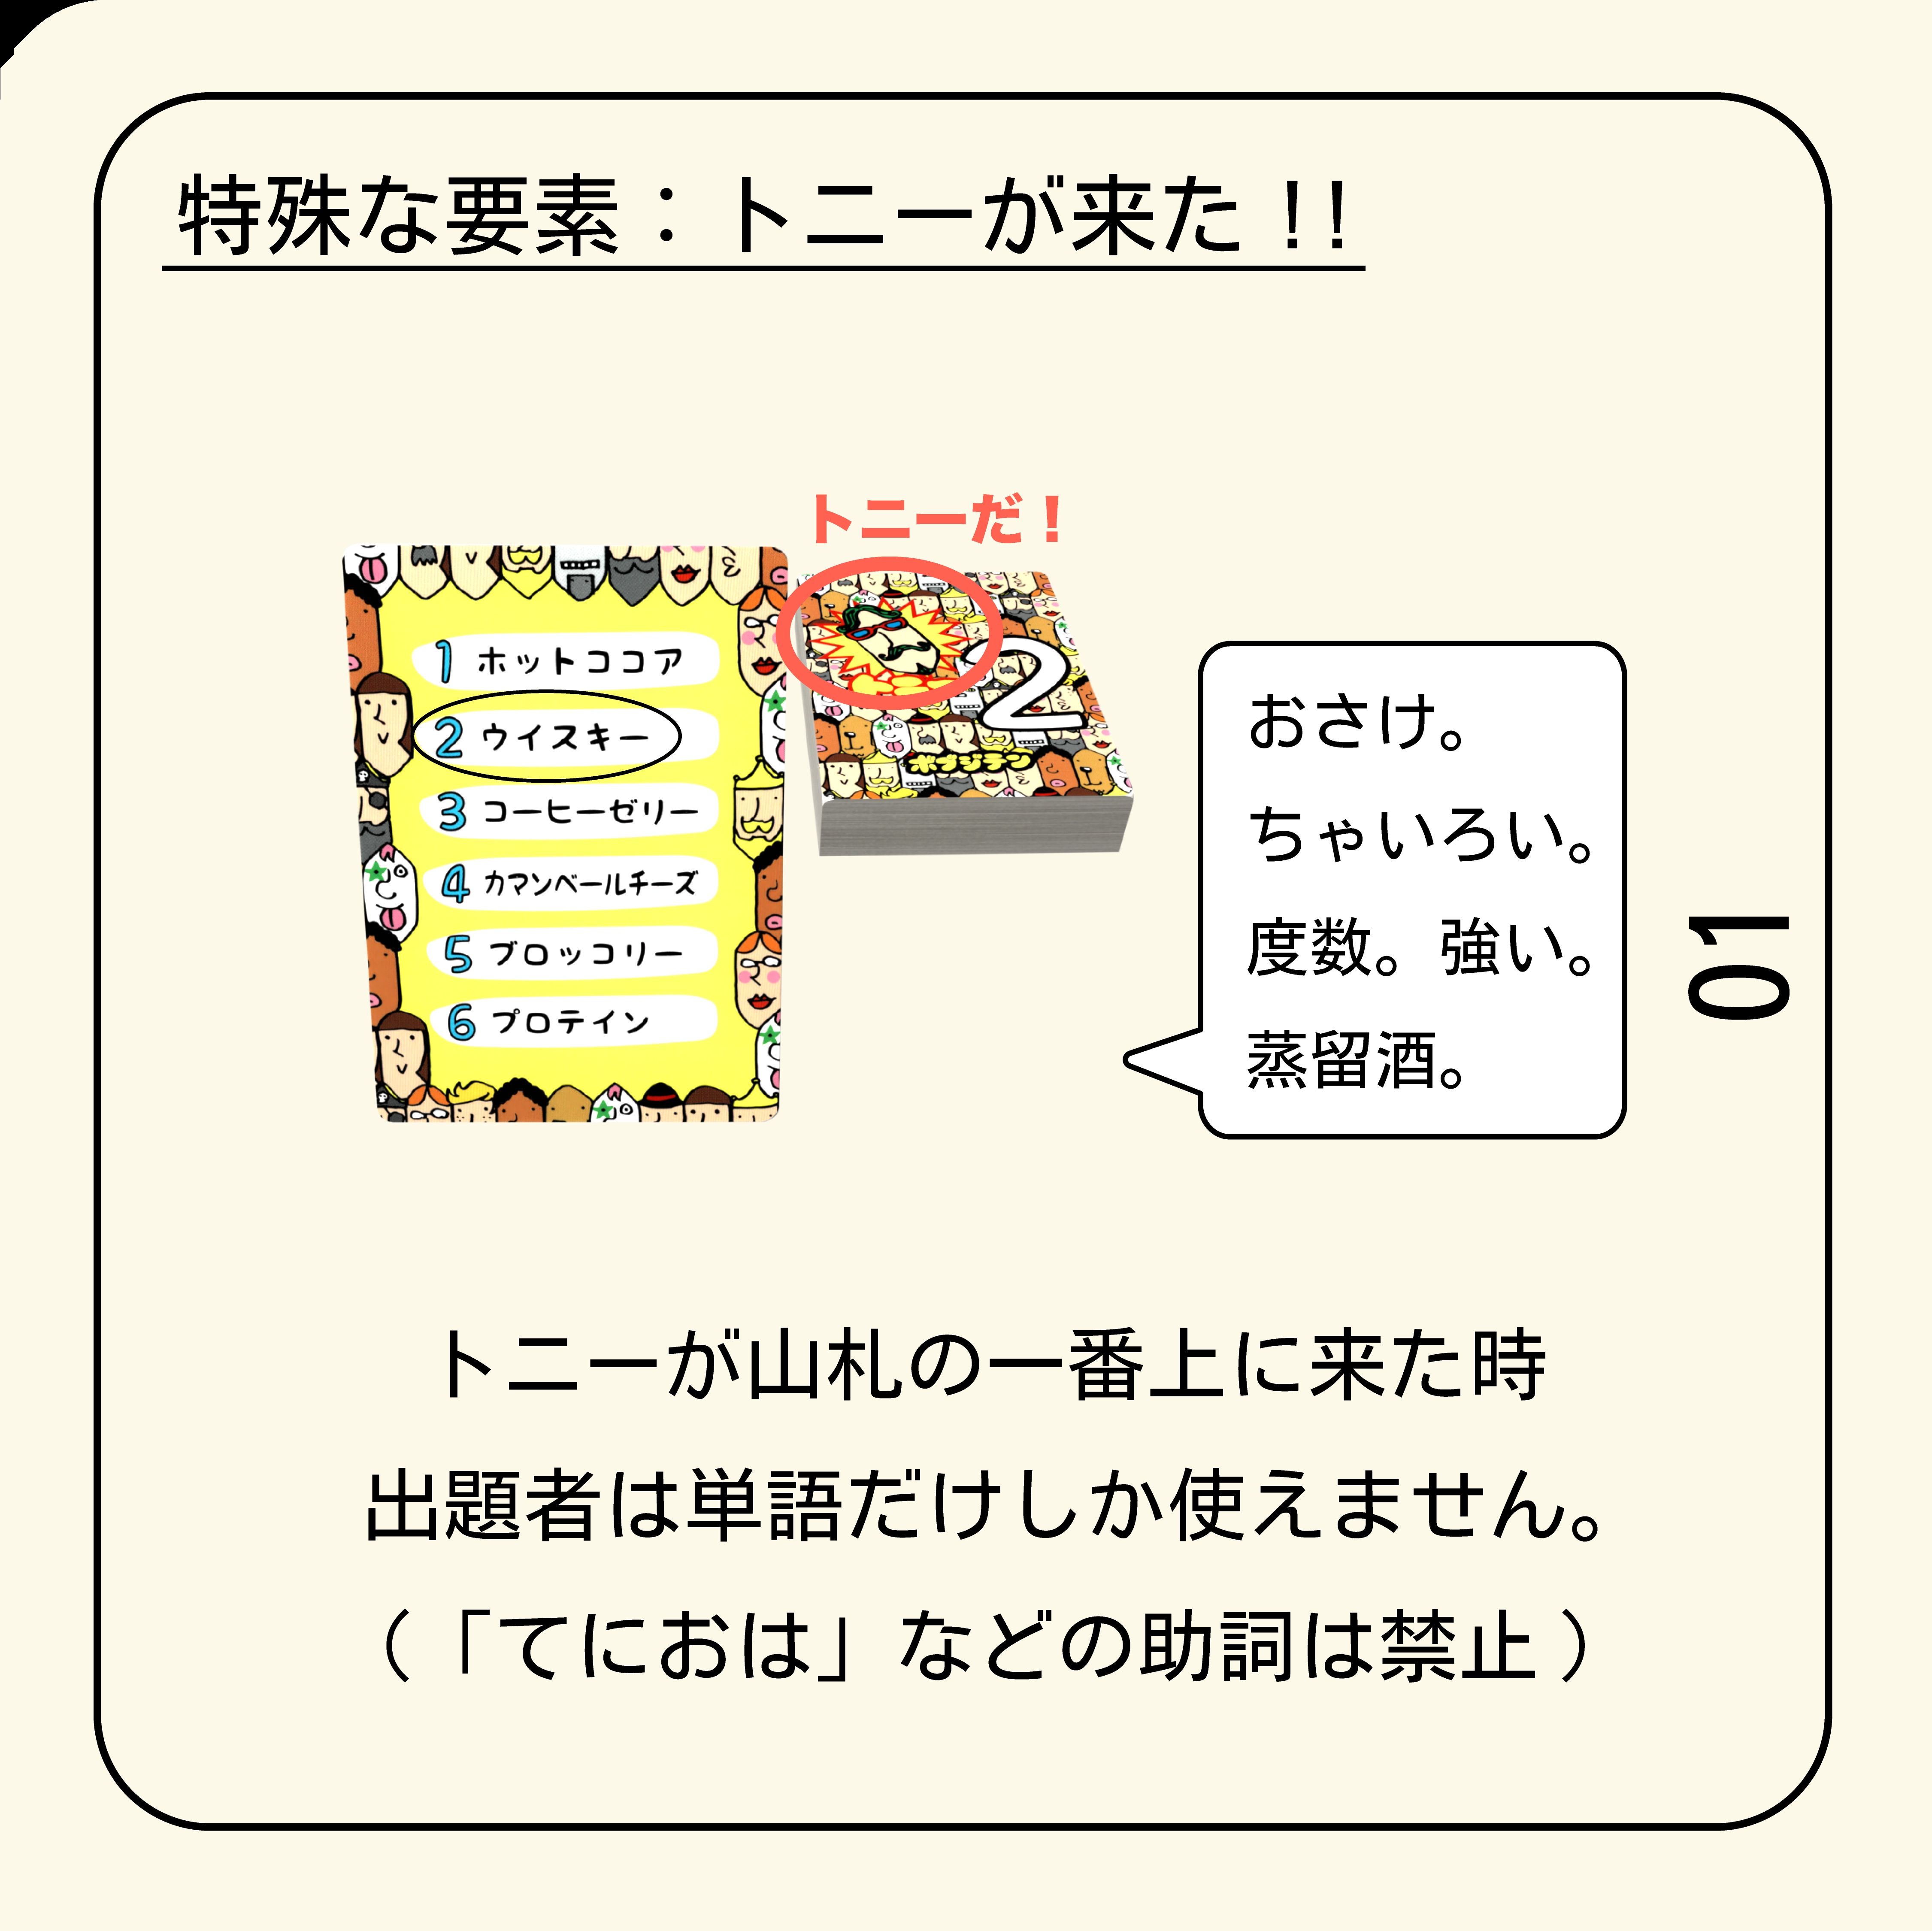 特殊な要素：トニーが来た！！
トニーだ！
1 ホットココア
2 ウイスキー
3 コーヒーゼリー
4 カマンベールチーズ
5 ブロッコリー
6 プロテイン
2
ボブジテン
おさけ。
ちゃいろい。
度数。強い。
蒸留酒。
01
トニーが山札の一番上に来た時
出題者は単語だけしか使えません。
（「てにおは」などの助詞は禁止）